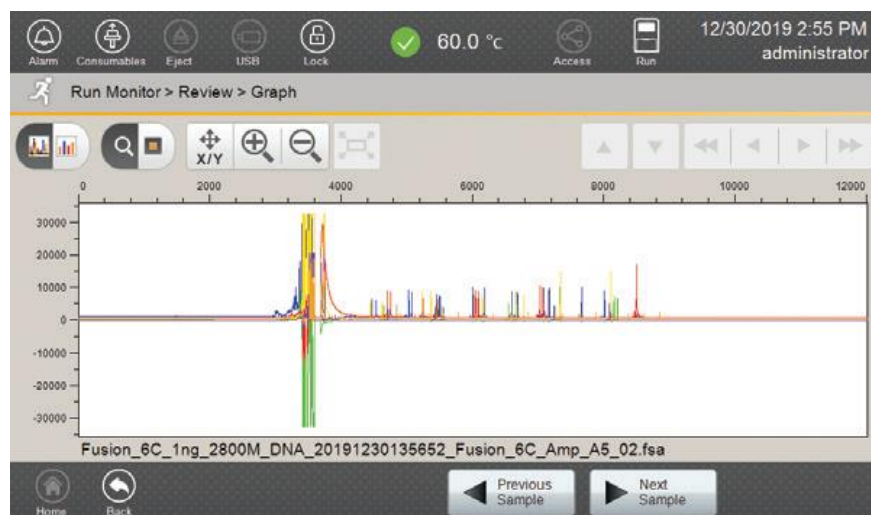 12/30/2019 2:55 PM
60.0 °c
administrator
Alarm Consumables Eject USB Lock Access Run
Run Monitor > Review > Graph
X/Y
0 2000 4000 6000 8000 10000 12000
30000
20000
10000
0
-10000
-20000
-30000
Fusion_6C_1ng_2800M_DNA_20191230135652_Fusion_6C_Amp_A5_02.fsa
Previous Next
Sample Sample
Home Back